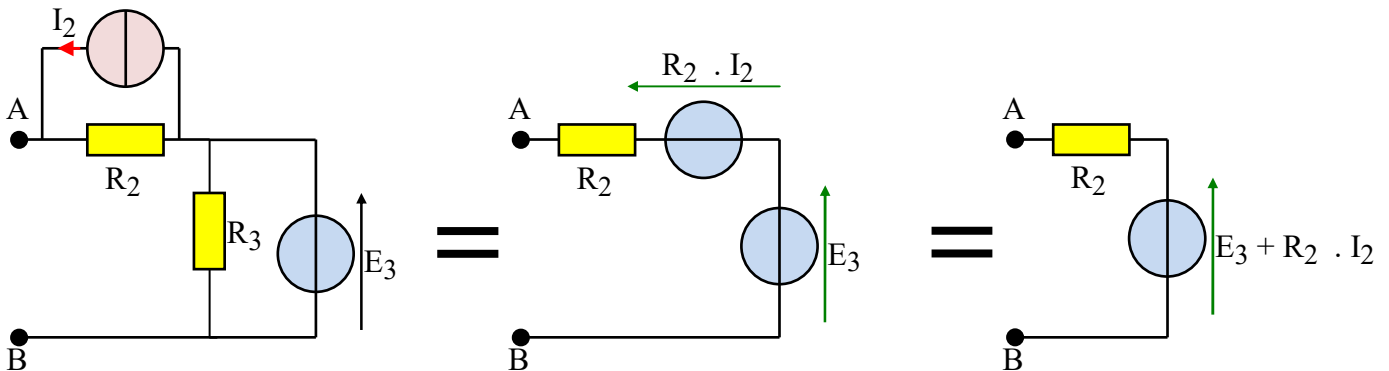 I2
A
R2
R3
E3
B
=
R2 . I2
A
R2
E3
B
=
A
R2
E3 + R2 . I2
B